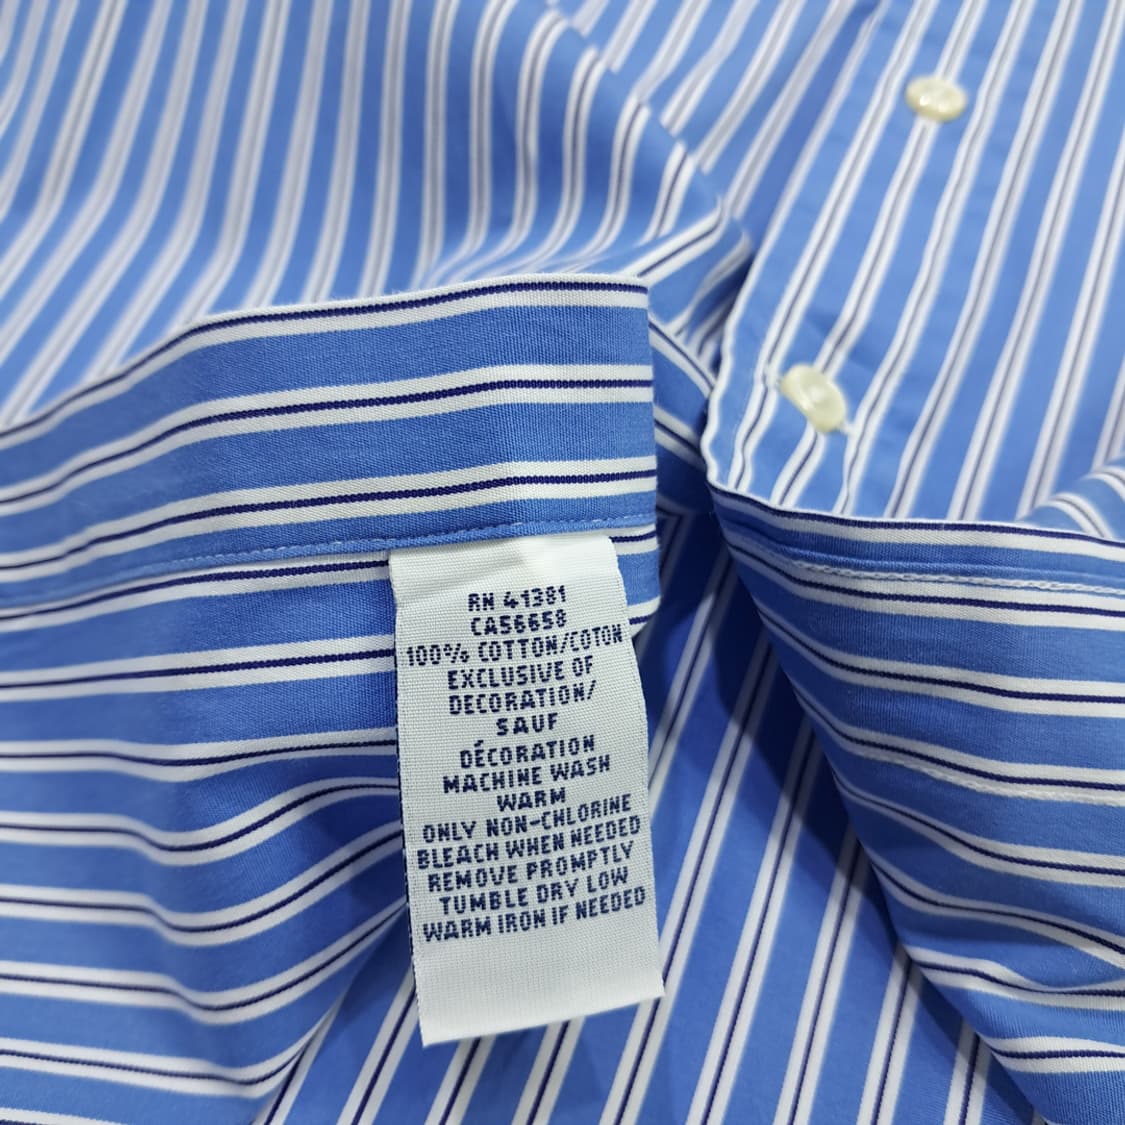 RN 41381
CA56658
100% COTTON/COTON
EXCLUSIVE OF
DECORATION/
SAUF
DÉCORATION
MACHINE WASH
WARM
ONLY NON-CHLORINE
BLEACH WHEN NEEDED
REMOVE PROMPTLY
TUMBLE DRY LOW
WARM IRON IF NEEDED